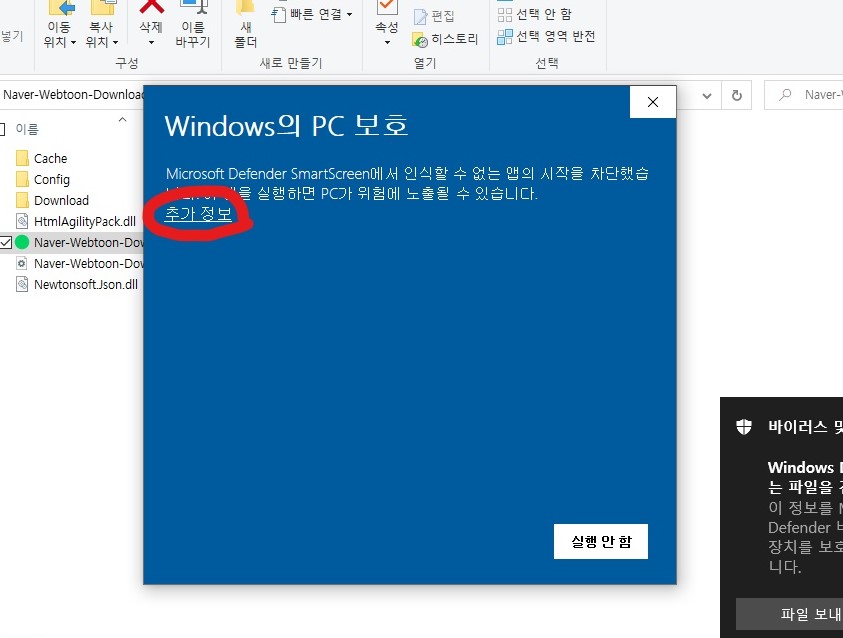 넣기
이동
위치
복사
위치
삭제
이름
바꾸기
새
폴더
빠른 연결
속성
편집
히스토리
선택 안 함
선택 영역 반전
구성
새로 만들기
열기
선택
Naver-Webtoon-Download
Naver-W
이름
Cache
Config
Download
HtmlAgilityPack.dll
Naver-Webtoon-Dow
Naver-Webtoon-Dow
Newtonsoft.Json.dll
Windows의 PC 보호
Microsoft Defender SmartScreen에서 인식할 수 없는 앱의 시작을 차단했습
실행하면 PC가 위험에 노출될 수 있습니다.
추가 정보
실행 안 함
바이러스 및
Windows D
는 파일을
이 정보를 M
Defender
장치를 보호
니다.
파일 보내